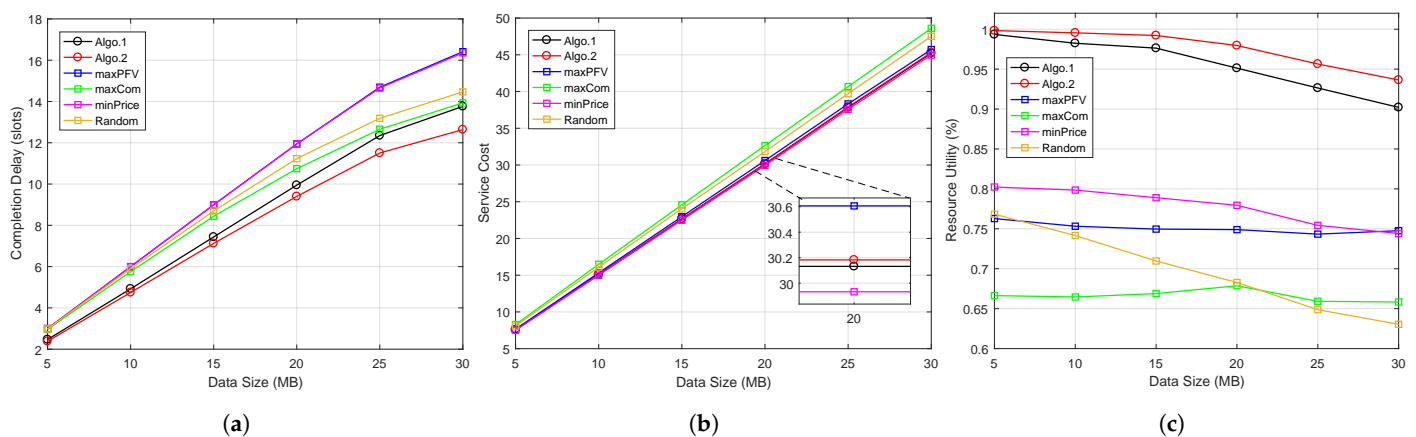 18
16
14
12
10
8
6
4
2
Completion Delay (slots)
Algo.1
Algo.2
maxPFV
maxCom
minPrice
Random
5 10 15 20 25 30
Data Size (MB)
(a)
50
45
40
35
30
25
20
15
10
5
Service Cost
Algo.1
Algo.2
maxPFV
maxCom
minPrice
Random
30.6
30.4
30.2
30
20
5 10 15 20 25 30
Data Size (MB)
(b)
1
0.95
0.9
0.85
0.8
0.75
0.7
0.65
0.6
Resource Utility (%)
Algo.1
Algo.2
maxPFV
maxCom
minPrice
Random
5 10 15 20 25 30
Data Size (MB)
(c)